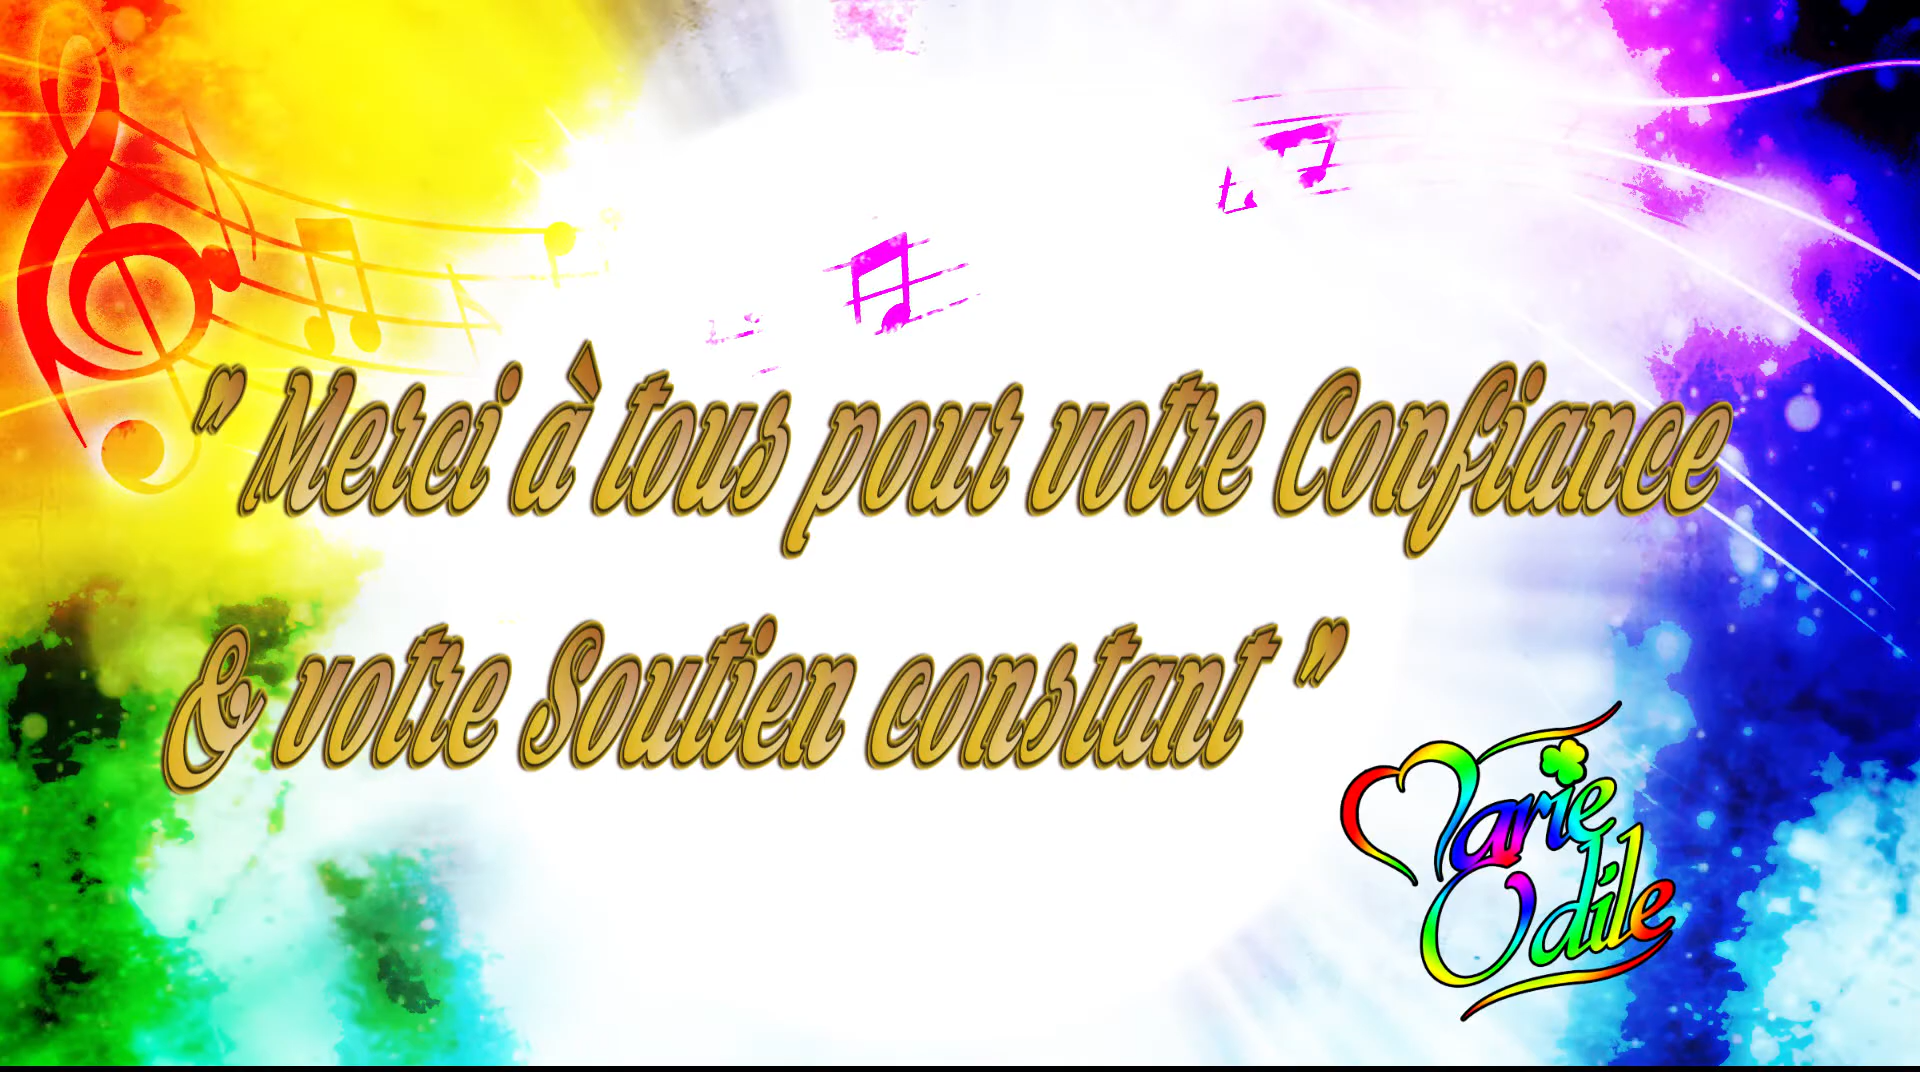 " Merci à tous pour votre Confiance
& votre Soutien constant "
Marie
Odile